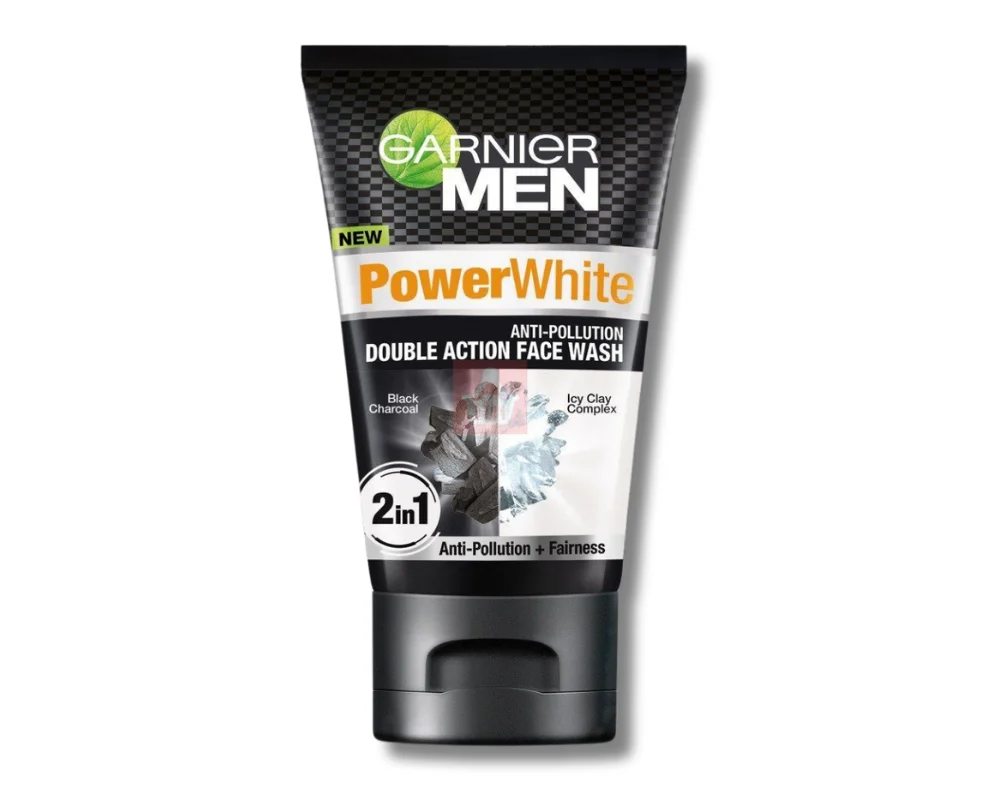 GARNIER
MEN
NEW
PowerWhite
ANTI-POLLUTION
DOUBLE ACTION FACE WASH
Black
Charcoal
Icy Clay
Complex
2in1
Anti-Pollution + Fairness